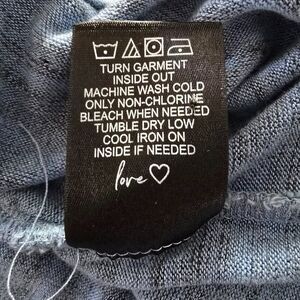 TURN GARMENT
INSIDE OUT
MACHINE WASH COLD
ONLY NON-CHLORINE
BLEACH WHEN NEEDED
TUMBLE DRY LOW
COOL IRON ON
INSIDE IF NEEDED
love